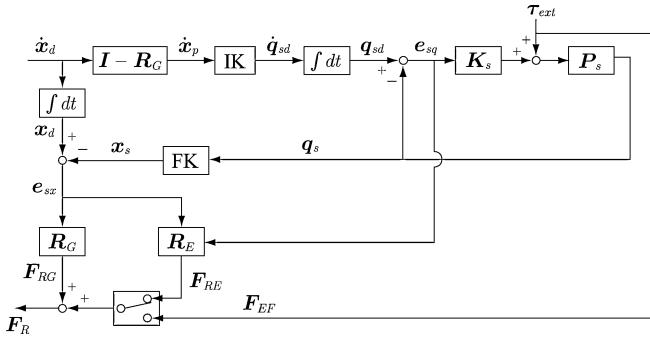 τ_ext
ẋ_d
I − R_G
ẋ_p
IK
q̇_sd
∫ dt
q_sd
+
−
e_sq
K_s
+
+
P_s
∫ dt
x_d
+
−
x_s
FK
q_s
e_sx
R_G
R_E
F_RG
F_RE
+
+
F_EF
F_R